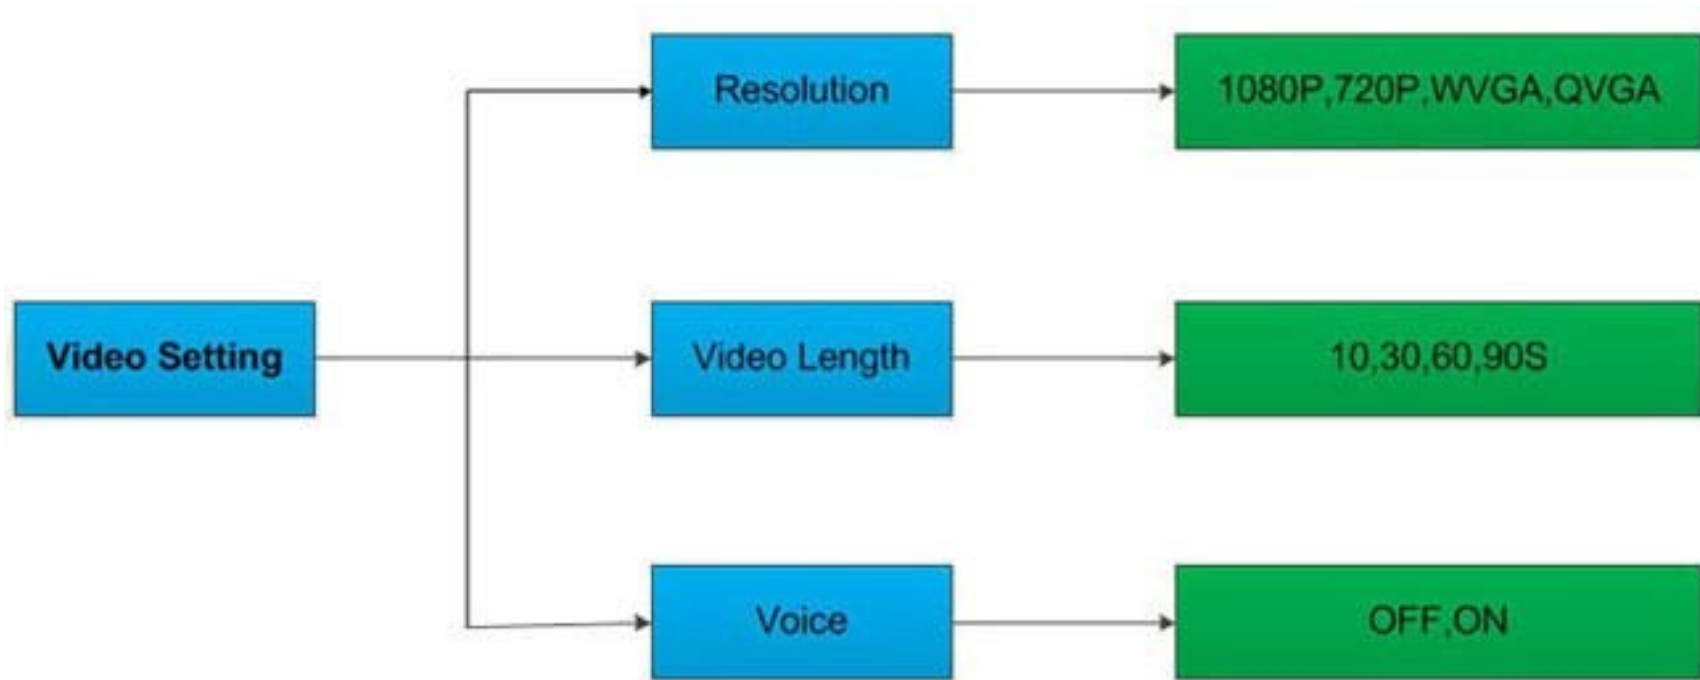 Resolution
1080P,720P,WVGA,QVGA
Video Setting
Video Length
10,30,60,90S
Voice
OFF,ON